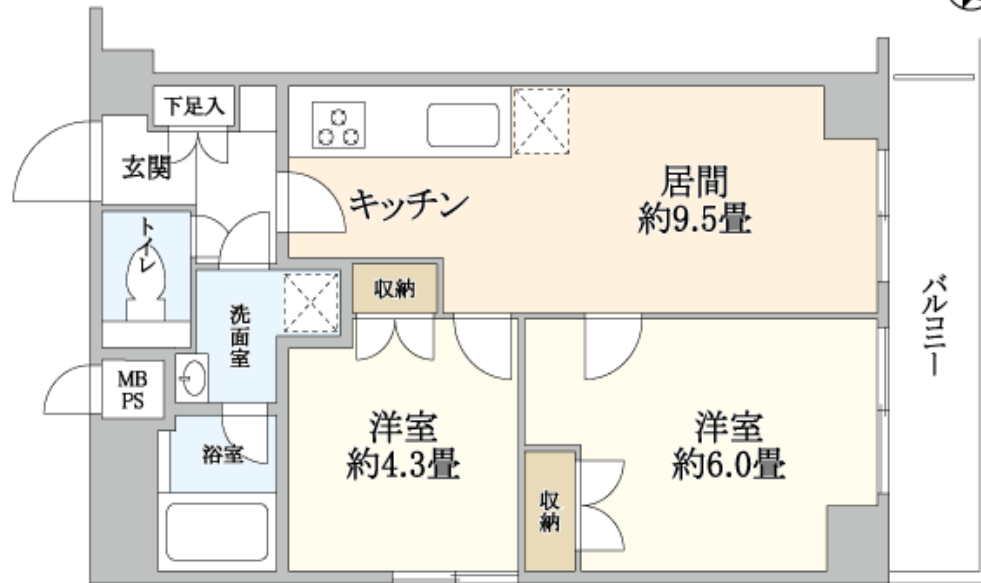 下足入
玄関
トイレ
キッチン
居間
約9.5畳
収納
洗面室
バルコニー
MB
PS
洋室
約4.3畳
洋室
約6.0畳
浴室
収納